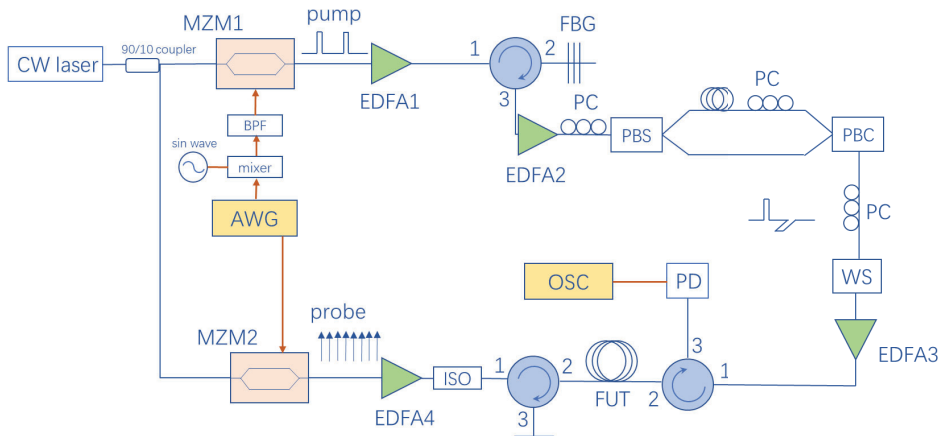 MZM1
pump
FBG
90/10 coupler
1
2
CW laser
EDFA1
3
PC
PC
BPF
PBS
PBC
sin wave
mixer
EDFA2
AWG
PC
OSC
PD
WS
probe
MZM2
3
EDFA3
1
2
1
ISO
2
EDFA4
3
FUT